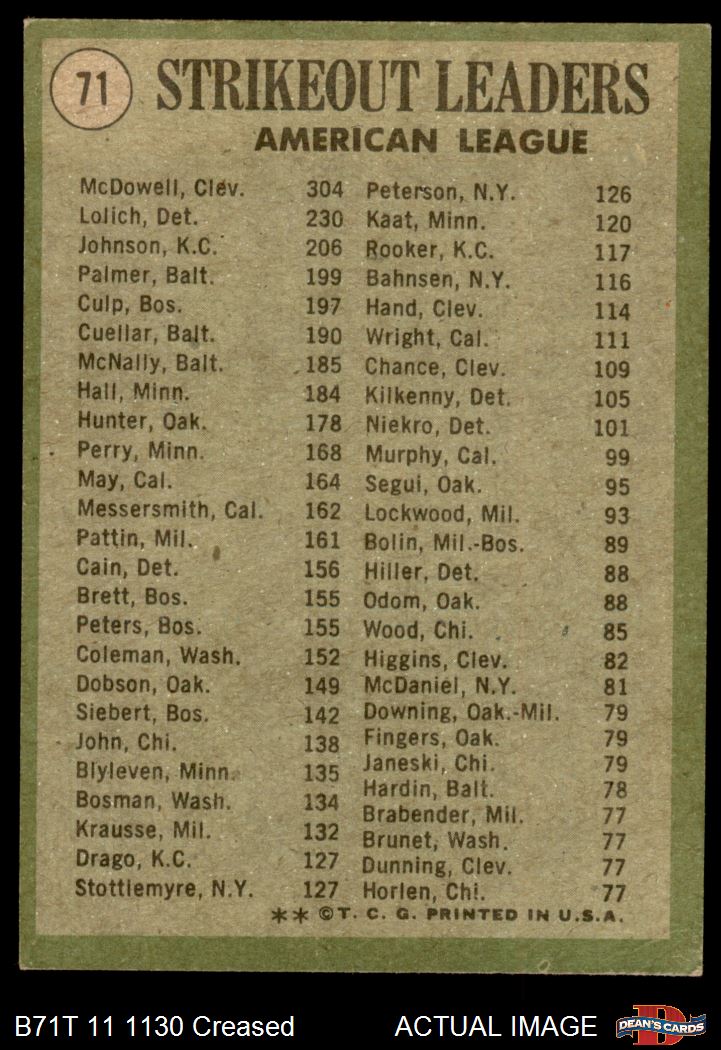 71
STRIKEOUT LEADERS
AMERICAN LEAGUE
McDowell, Clev. 304
Lolich, Det. 230
Johnson, K.C. 206
Palmer, Balt. 199
Culp, Bos. 197
Cuellar, Balt. 190
McNally, Balt. 185
Hall, Minn. 184
Hunter, Oak. 178
Perry, Minn. 168
May, Cal. 164
Messersmith, Cal. 162
Pattin, Mil. 161
Cain, Det. 156
Brett, Bos. 155
Peters, Bos. 155
Coleman, Wash. 152
Dobson, Oak. 149
Siebert, Bos. 142
John, Chi. 138
Blyleven, Minn. 135
Bosman, Wash. 134
Krausse, Mil. 132
Drago, K.C. 127
Stottlemyre, N.Y. 127
Peterson, N.Y. 126
Kaat, Minn. 120
Rooker, K.C. 117
Bahnsen, N.Y. 116
Hand, Clev. 114
Wright, Cal. 111
Chance, Clev. 109
Kilkenny, Det. 105
Niekro, Det. 101
Murphy, Cal. 99
Segui, Oak. 95
Lockwood, Mil. 93
Bolin, Mil.-Bos. 89
Hiller, Det. 88
Odom, Oak. 88
Wood, Chi. 85
Higgins, Clev. 82
McDaniel, N.Y. 81
Downing, Oak.-Mil. 79
Fingers, Oak. 79
Janeski, Chi. 79
Hardin, Balt. 78
Brabender, Mil. 77
Brunet, Wash. 77
Dunning, Clev. 77
Horlen, Chi. 77
** ©T. C. G. PRINTED IN U.S.A.
B71T 11 1130 Creased
ACTUAL IMAGE
D
DEAN'S CARDS